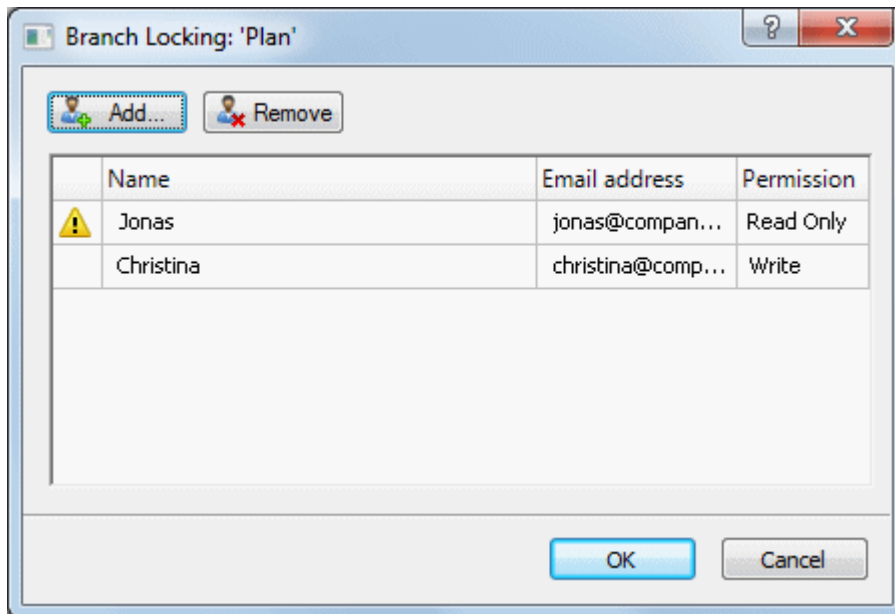 Branch Locking: 'Plan'
Add... Remove
Name Email address Permission
Jonas jonas@compan... Read Only
Christina christina@comp... Write
OK Cancel